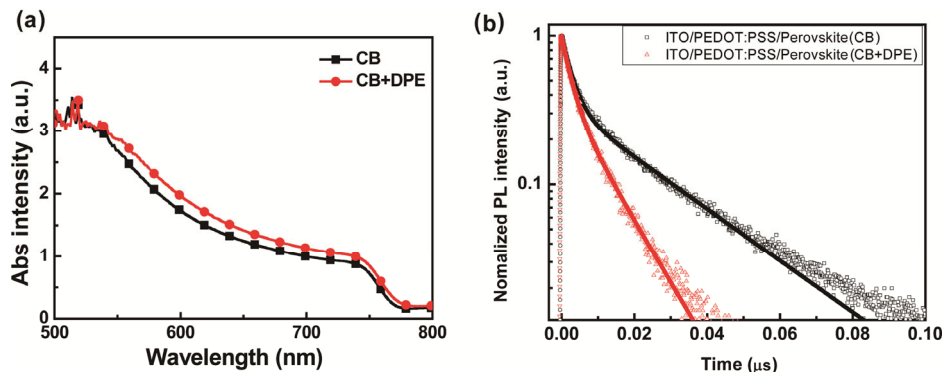 (a)
CB
CB+DPE
Abs intensity (a.u.)
4
3
2
1
0
500
600
700
800
Wavelength (nm)
(b)
ITO/PEDOT:PSS/Perovskite(CB)
ITO/PEDOT:PSS/Perovskite(CB+DPE)
Normalized PL intensity (a.u.)
1
0.1
0.00
0.02
0.04
0.06
0.08
0.10
Time (μs)